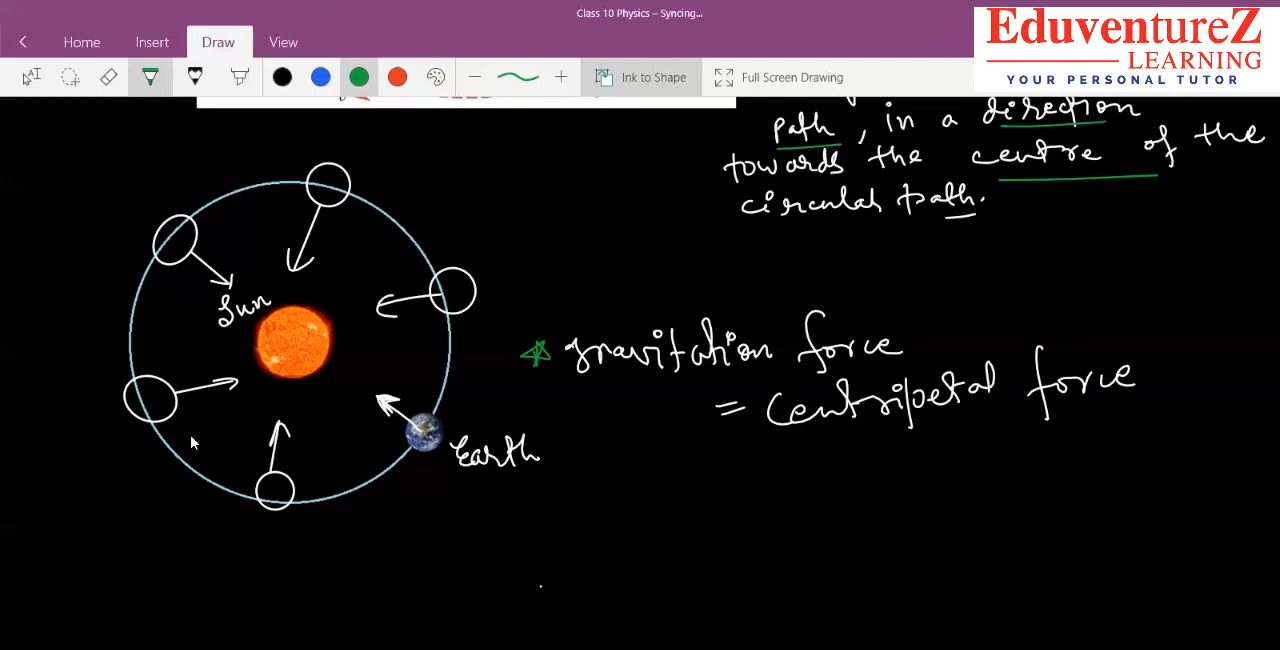 Class 10 Physics – Syncing...
Home Insert Draw View
Ink to Shape Full Screen Drawing
EduventureZ
LEARNING
YOUR PERSONAL TUTOR
path, in a direction
towards the centre of the
circular path.
Sun
Earth
gravitation force
= centripetal force